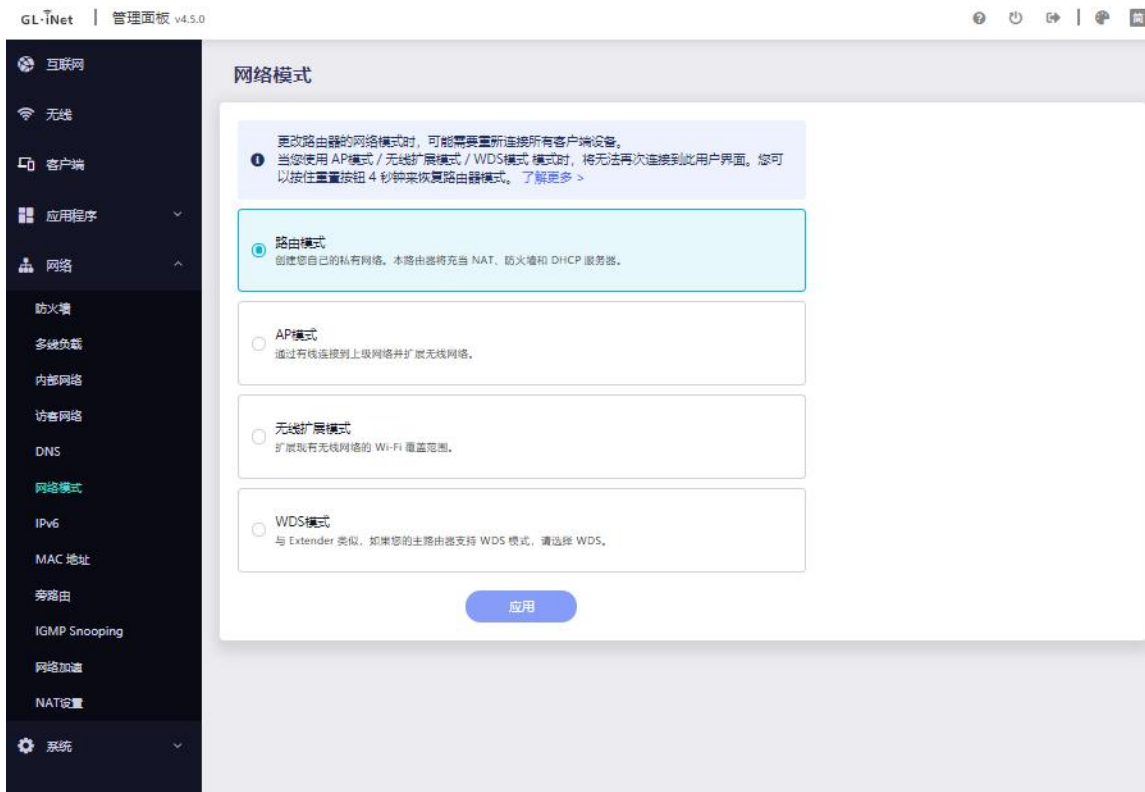 GL·iNet | 管理面板 v4.5.0
简
互联网
无线
客户端
应用程序
网络
防火墙
多线负载
内部网络
访客网络
DNS
网络模式
IPv6
MAC 地址
旁路由
IGMP Snooping
网络加速
NAT设置
系统
网络模式
更改路由器的网络模式时，可能需要重新连接所有客户端设备。
当您使用 AP模式 / 无线扩展模式 / WDS模式 模式时，将无法再次连接到此用户界面。您可
以按住重置按钮 4 秒钟来恢复路由器模式。 了解更多 >
路由模式
创建您自己的私有网络。本路由器将充当 NAT、防火墙和 DHCP 服务器。
AP模式
通过有线连接到上级网络并扩展无线网络。
无线扩展模式
扩展现有无线网络的 Wi-Fi 覆盖范围。
WDS模式
与 Extender 类似，如果您的主路由器支持 WDS 模式，请选择 WDS。
应用